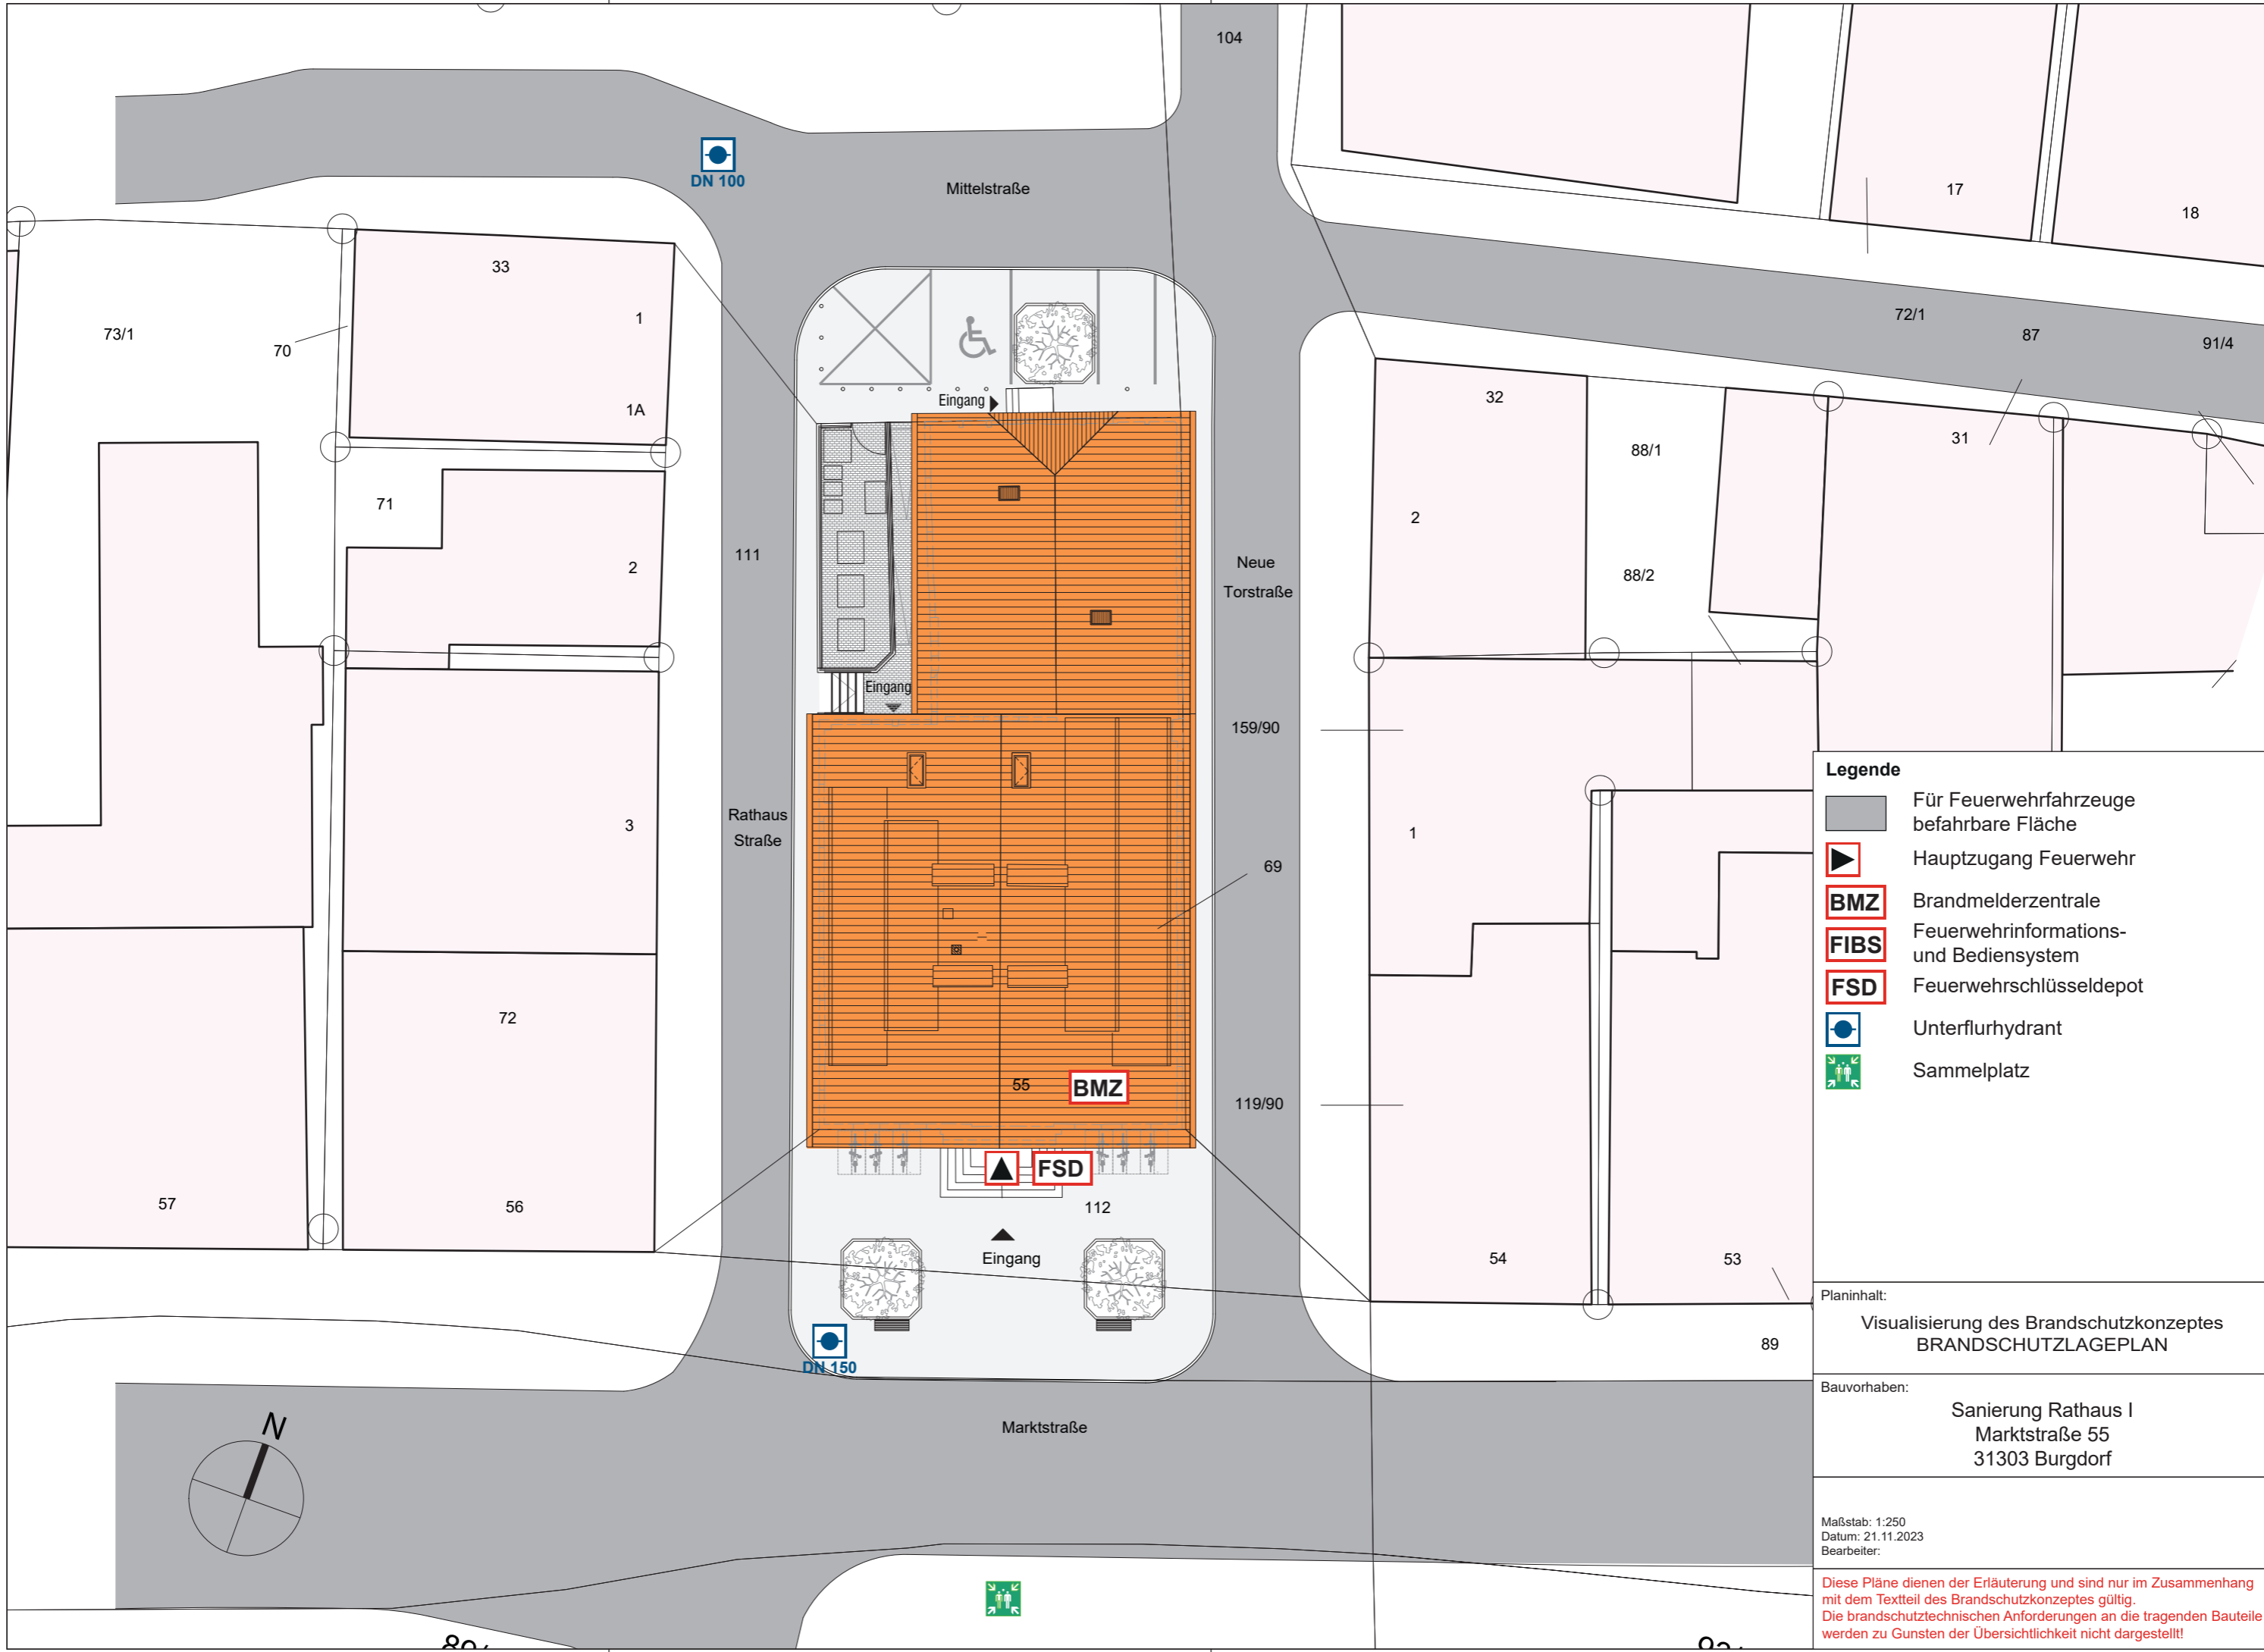 104
DN 100
Mittelstraße
17
18
33
1
73/1
70
72/1
87
91/4
1A
Eingang
32
31
88/1
71
2
2
111
Neue
Torstraße
88/2
Eingang
159/90
Rathaus
Straße
3
1
69
72
55
BMZ
119/90
FSD
57
56
112
Eingang
54
53
DN 150
89
Marktstraße
N
Legende
Für Feuerwehrfahrzeuge
befahrbare Fläche
Hauptzugang Feuerwehr
BMZ Brandmelderzentrale
FIBS Feuerwehrinformations-
und Bediensystem
FSD Feuerwehrschlüsseldepot
Unterflurhydrant
Sammelplatz
Planinhalt:
Visualisierung des Brandschutzkonzeptes
BRANDSCHUTZLAGEPLAN
Bauvorhaben:
Sanierung Rathaus I
Marktstraße 55
31303 Burgdorf
Maßstab: 1:250
Datum: 21.11.2023
Bearbeiter:
Diese Pläne dienen der Erläuterung und sind nur im Zusammenhang
mit dem Textteil des Brandschutzkonzeptes gültig.
Die brandschutztechnischen Anforderungen an die tragenden Bauteile
werden zu Gunsten der Übersichtlichkeit nicht dargestellt!